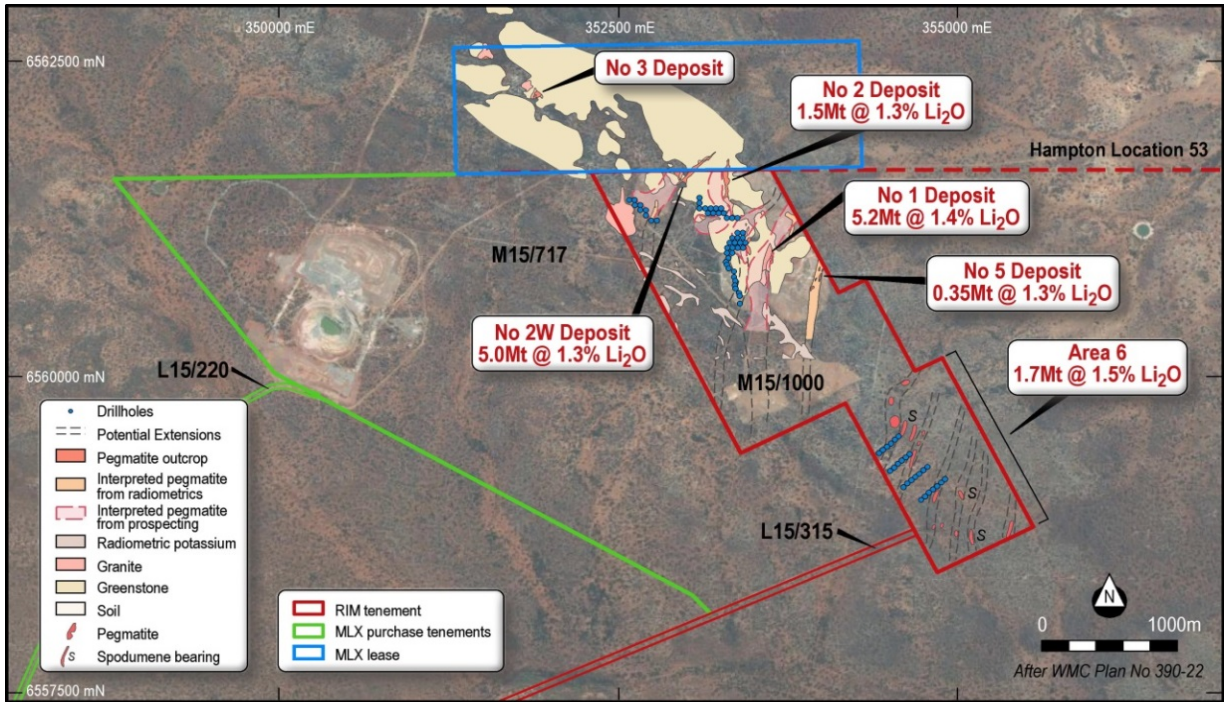 350000 mE
352500 mE
355000 mE
6562500 mN
No 3 Deposit
No 2 Deposit
1.5Mt @ 1.3% Li2O
Hampton Location 53
No 1 Deposit
5.2Mt @ 1.4% Li2O
M15/717
No 5 Deposit
0.35Mt @ 1.3% Li2O
No 2W Deposit
5.0Mt @ 1.3% Li2O
Area 6
1.7Mt @ 1.5% Li2O
L15/220
6560000 mN
M15/1000
S
S
S
L15/315
Drillholes
Potential Extensions
Pegmatite outcrop
Interpreted pegmatite
from radiometrics
Interpreted pegmatite
from prospecting
Radiometric potassium
Granite
Greenstone
Soil
Pegmatite
S Spodumene bearing
RIM tenement
MLX purchase tenements
MLX lease
N
0 1000m
After WMC Plan No 390-22
6557500 mN